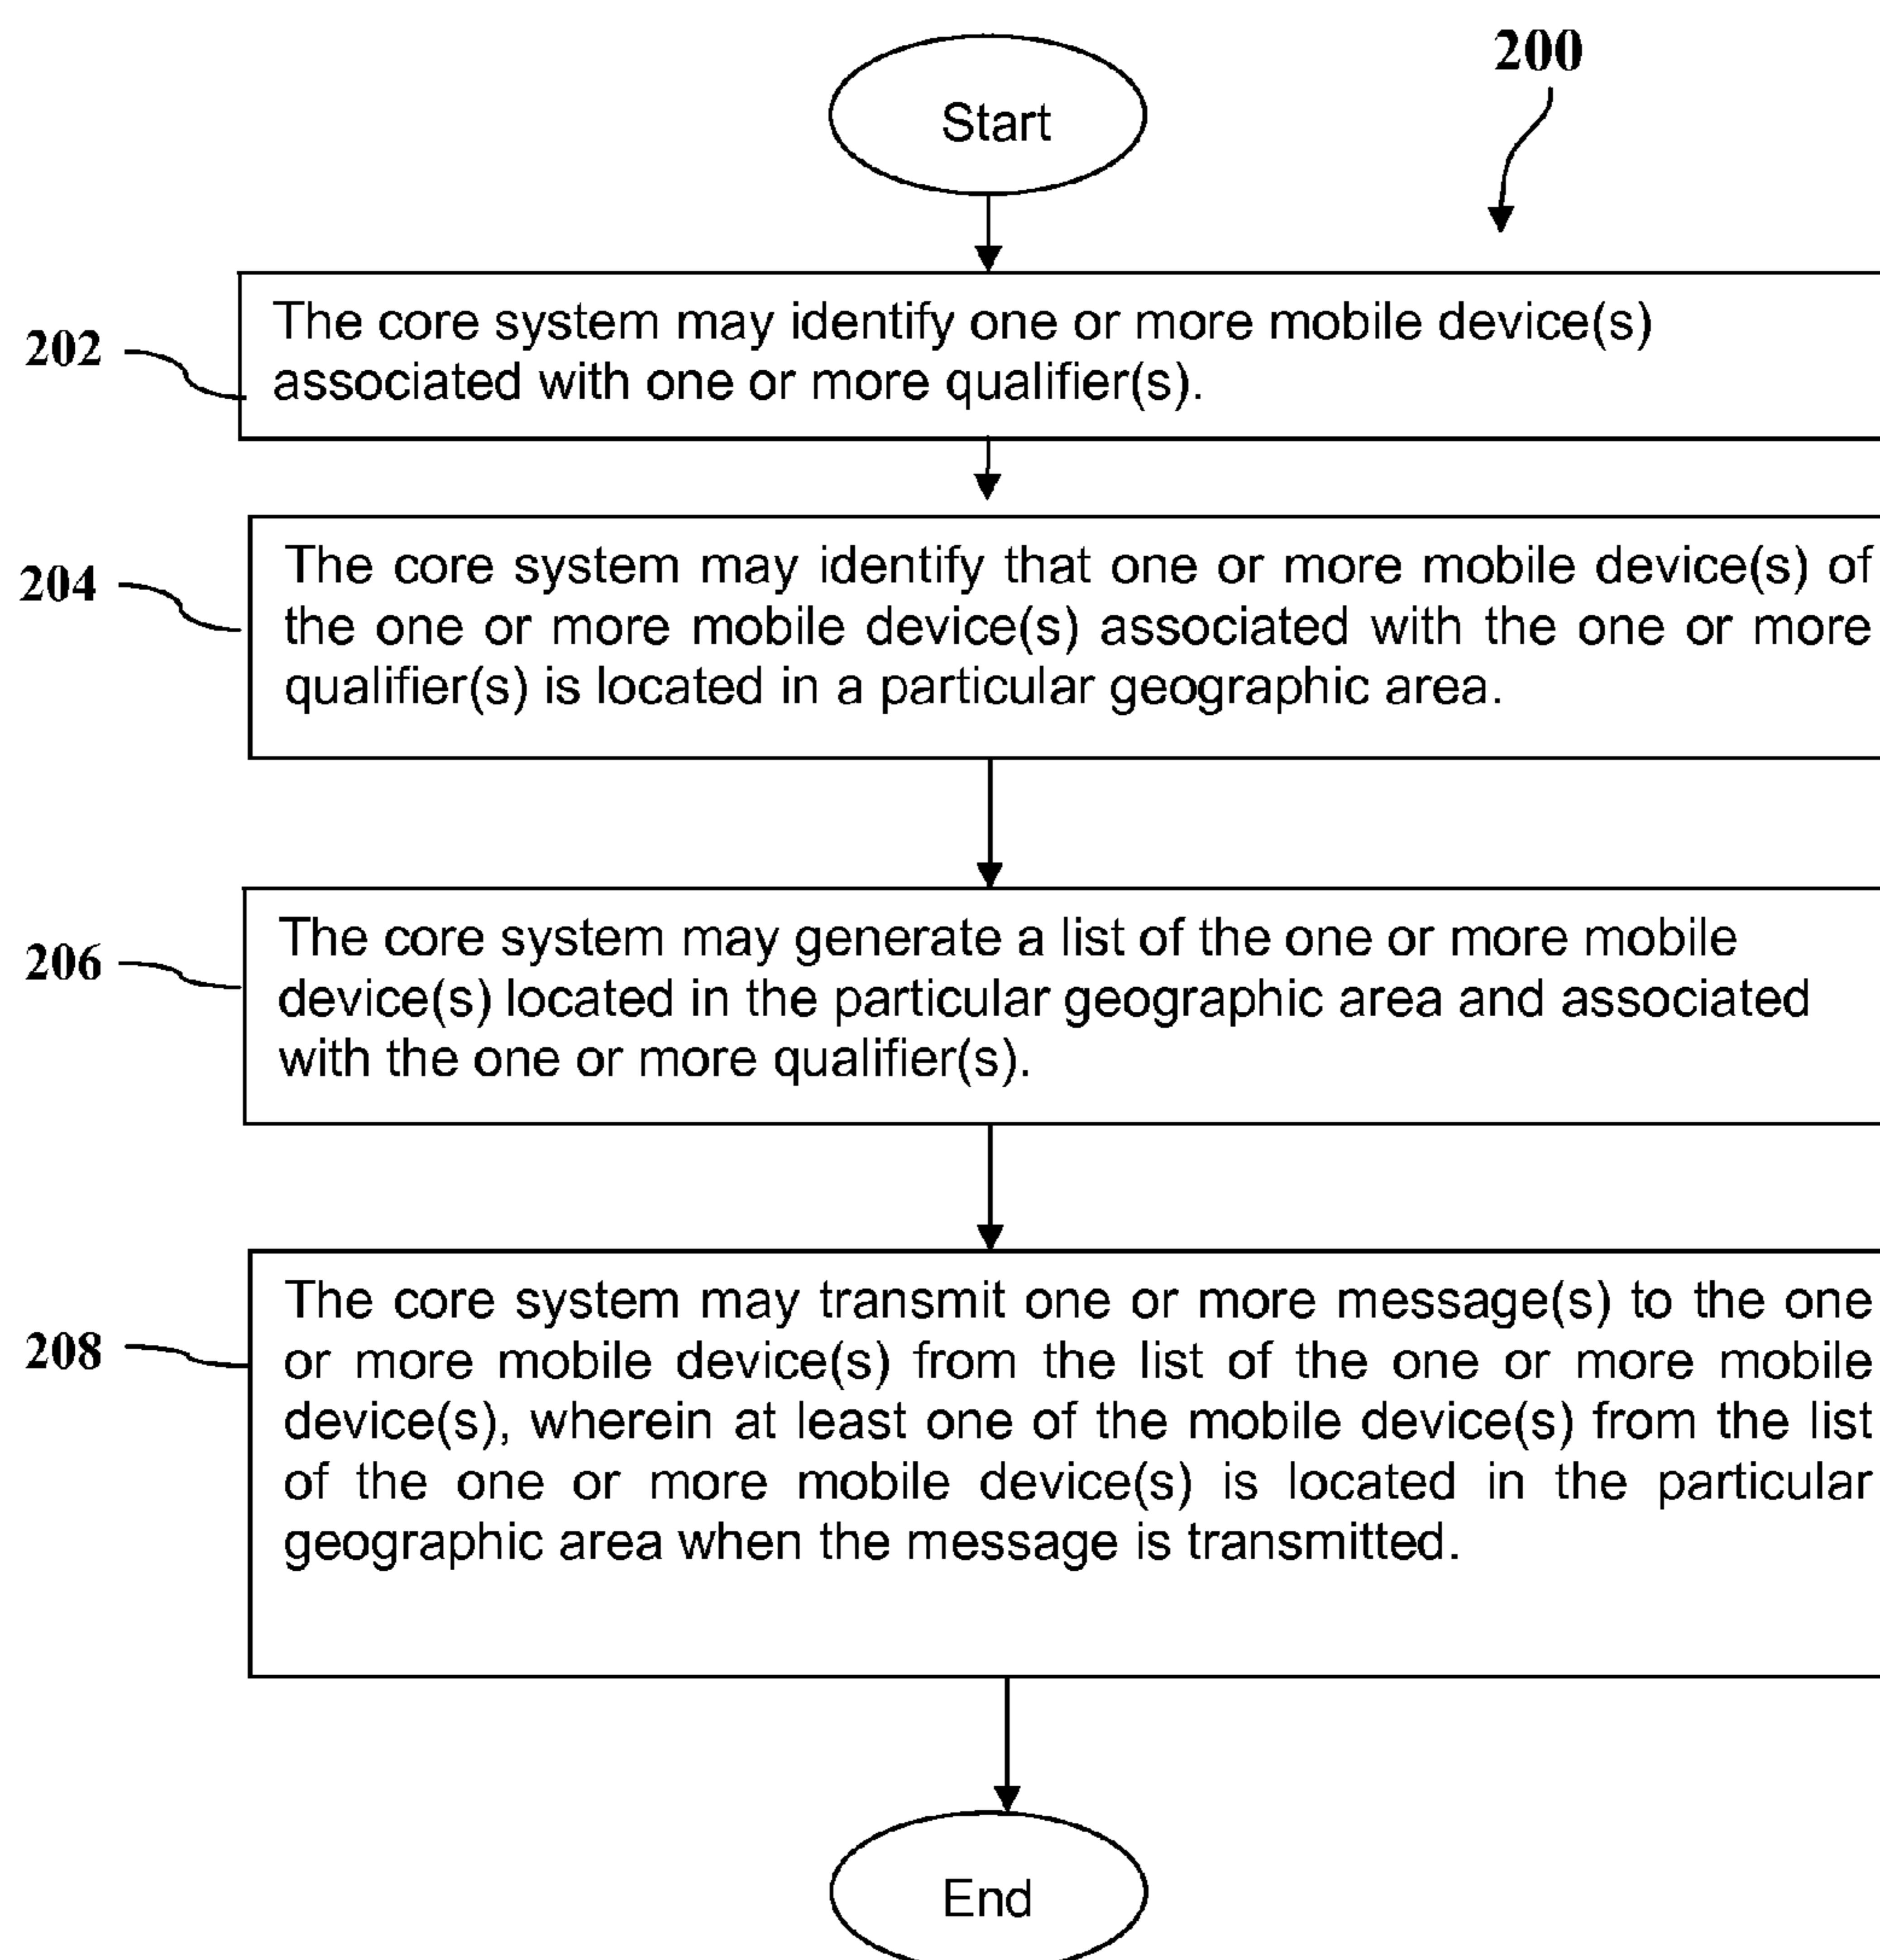 200
Start
202
The core system may identify one or more mobile device(s)
associated with one or more qualifier(s).
204
The core system may identify that one or more mobile device(s) of
the one or more mobile device(s) associated with the one or more
qualifier(s) is located in a particular geographic area.
206
The core system may generate a list of the one or more mobile
device(s) located in the particular geographic area and associated
with the one or more qualifier(s).
208
The core system may transmit one or more message(s) to the one
or more mobile device(s) from the list of the one or more mobile
device(s), wherein at least one of the mobile device(s) from the list
of the one or more mobile device(s) is located in the particular
geographic area when the message is transmitted.
End